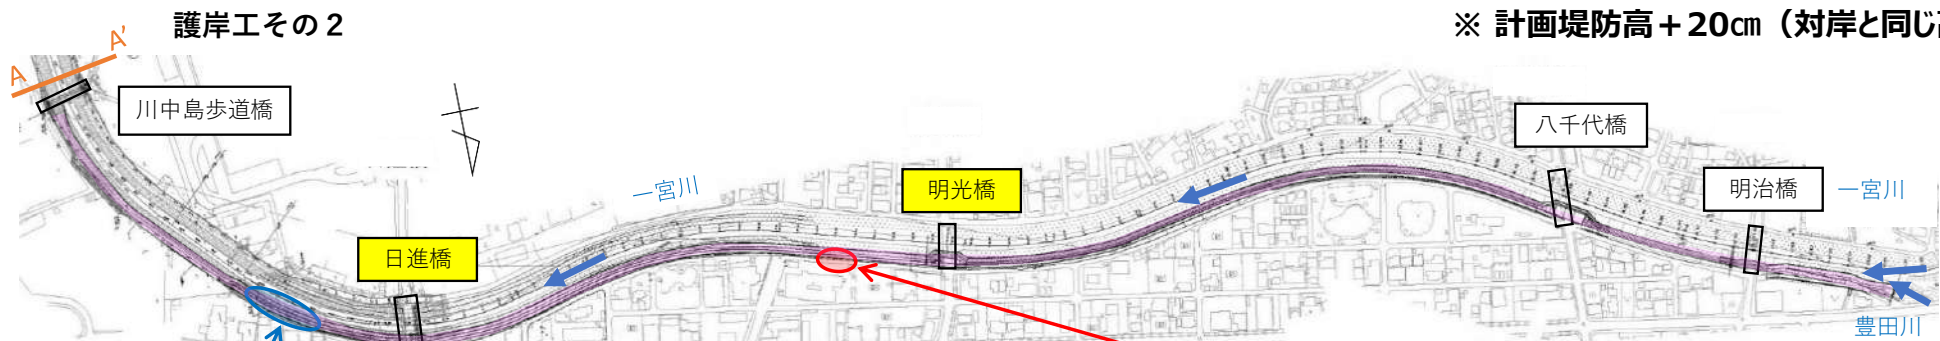 護岸工その２
※ 計画堤防高＋20㎝（対岸と同じ
A
A'
川中島歩道橋
八千代橋
明光橋
明治橋
一宮川
一宮川
日進橋
豊田川